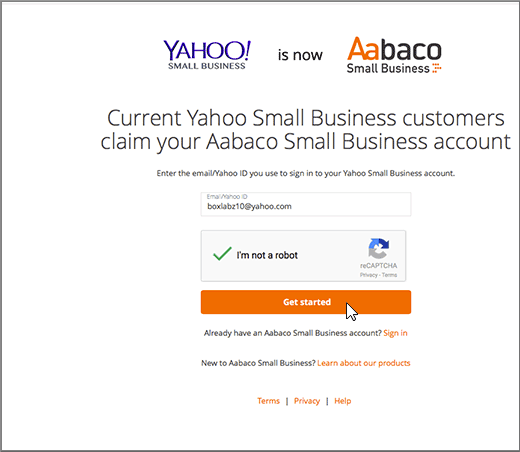 YAHOO!
SMALL BUSINESS
is now
Aabaco
Small Business
Current Yahoo Small Business customers
claim your Aabaco Small Business account
Enter the email/Yahoo ID you use to sign in to your Yahoo Small Business account.
Email/Yahoo ID
boxlabz10@yahoo.com
I'm not a robot
reCAPTCHA
Privacy - Terms
Get started
Already have an Aabaco Small Business account? Sign in
New to Aabaco Small Business? Learn about our products
Terms | Privacy | Help